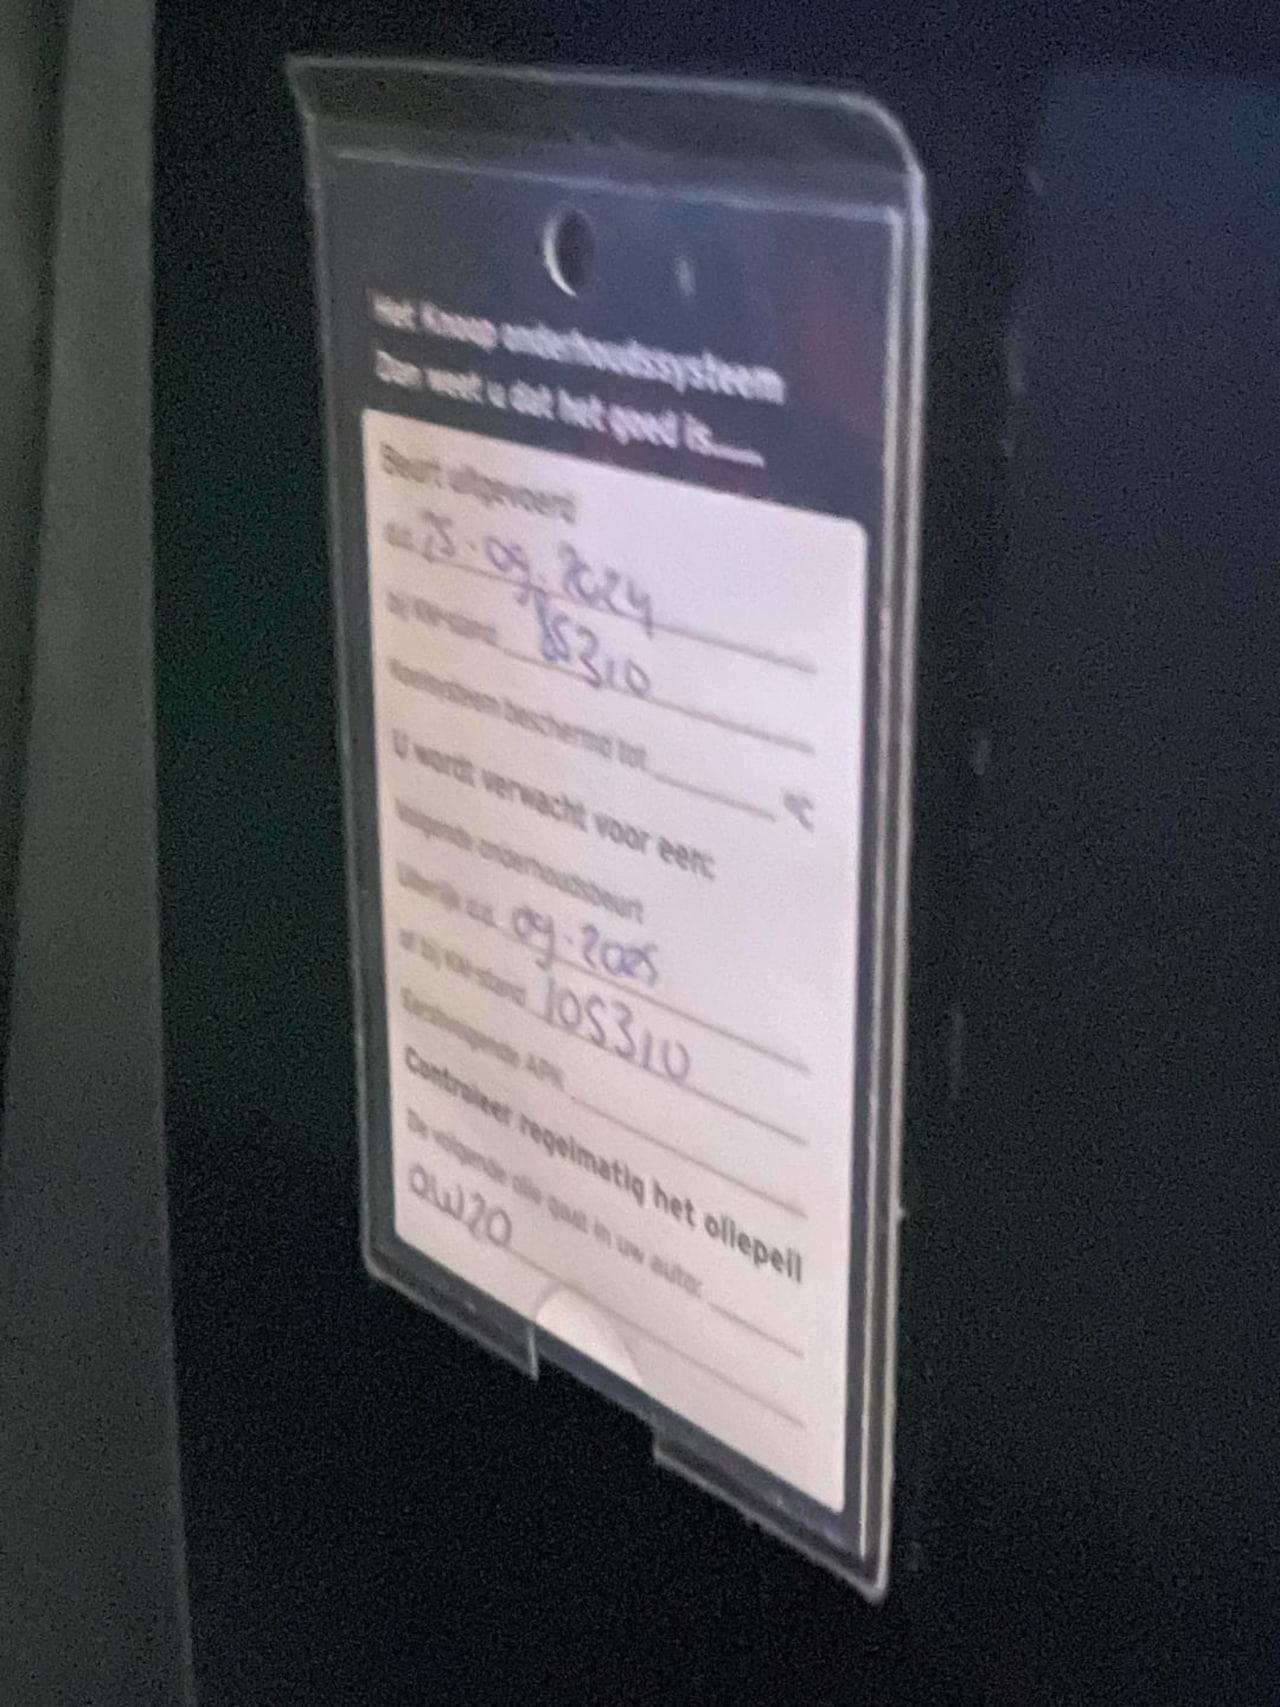 Het Knoop onderhoudssysteem
Dan weet u dat het goed is......
Beurt uitgevoerd
d.d. 25-09-2024
bij KM-stand 85310
Koelsysteem beschermd tot °C
U wordt verwacht voor een:
Volgende onderhoudsbeurt
Uiterlijk d.d. 09-2025
of bij KM-stand 105310
Eerstvolgende APK
Controleer regelmatig het oliepeil
De volgende olie gaat in uw auto:
0W20